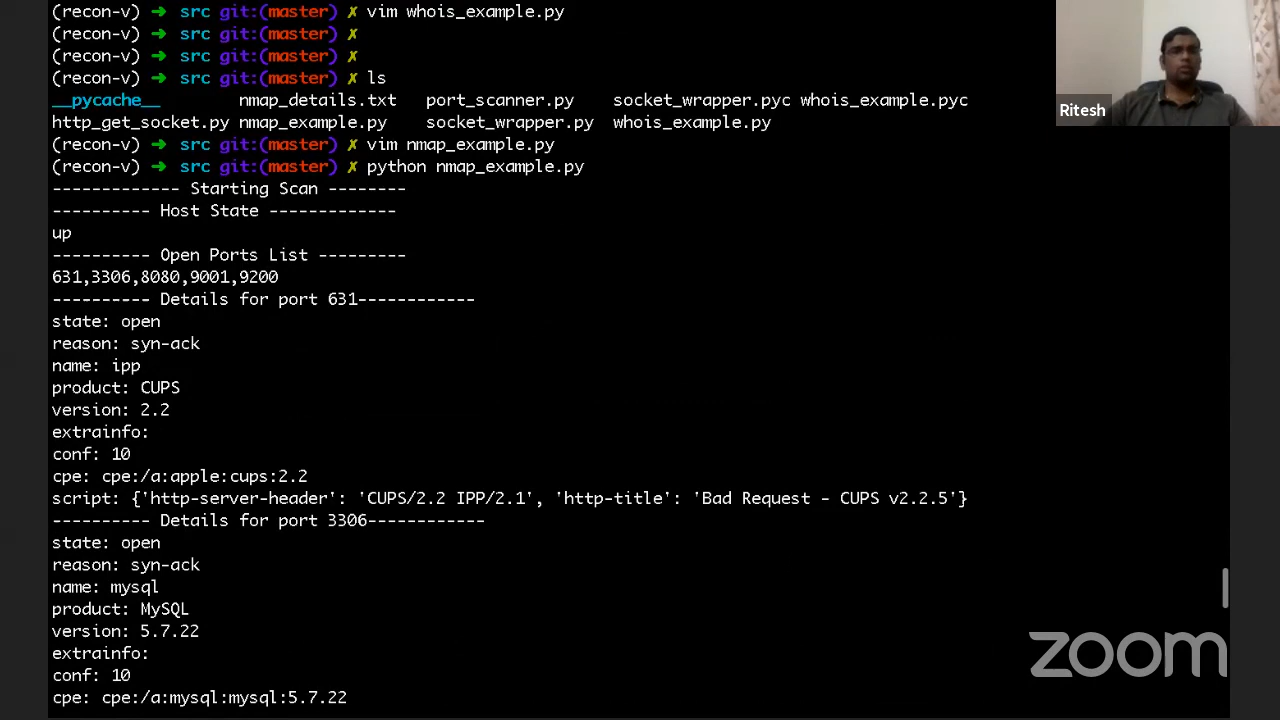 (recon-v) ➜ src git:(master) ✗ vim whois_example.py
(recon-v) ➜ src git:(master) ✗
(recon-v) ➜ src git:(master) ✗
(recon-v) ➜ src git:(master) ✗ ls
__pycache__ nmap_details.txt port_scanner.py socket_wrapper.pyc whois_example.pyc
http_get_socket.py nmap_example.py socket_wrapper.py whois_example.py
(recon-v) ➜ src git:(master) ✗ vim nmap_example.py
(recon-v) ➜ src git:(master) ✗ python nmap_example.py
------------- Starting Scan --------
---------- Host State -------------
up
---------- Open Ports List ---------
631,3306,8080,9001,9200
---------- Details for port 631------------
state: open
reason: syn-ack
name: ipp
product: CUPS
version: 2.2
extrainfo:
conf: 10
cpe: cpe:/a:apple:cups:2.2
script: {'http-server-header': 'CUPS/2.2 IPP/2.1', 'http-title': 'Bad Request - CUPS v2.2.5'}
---------- Details for port 3306------------
state: open
reason: syn-ack
name: mysql
product: MySQL
version: 5.7.22
extrainfo:
conf: 10
cpe: cpe:/a:mysql:mysql:5.7.22
Ritesh
zoom